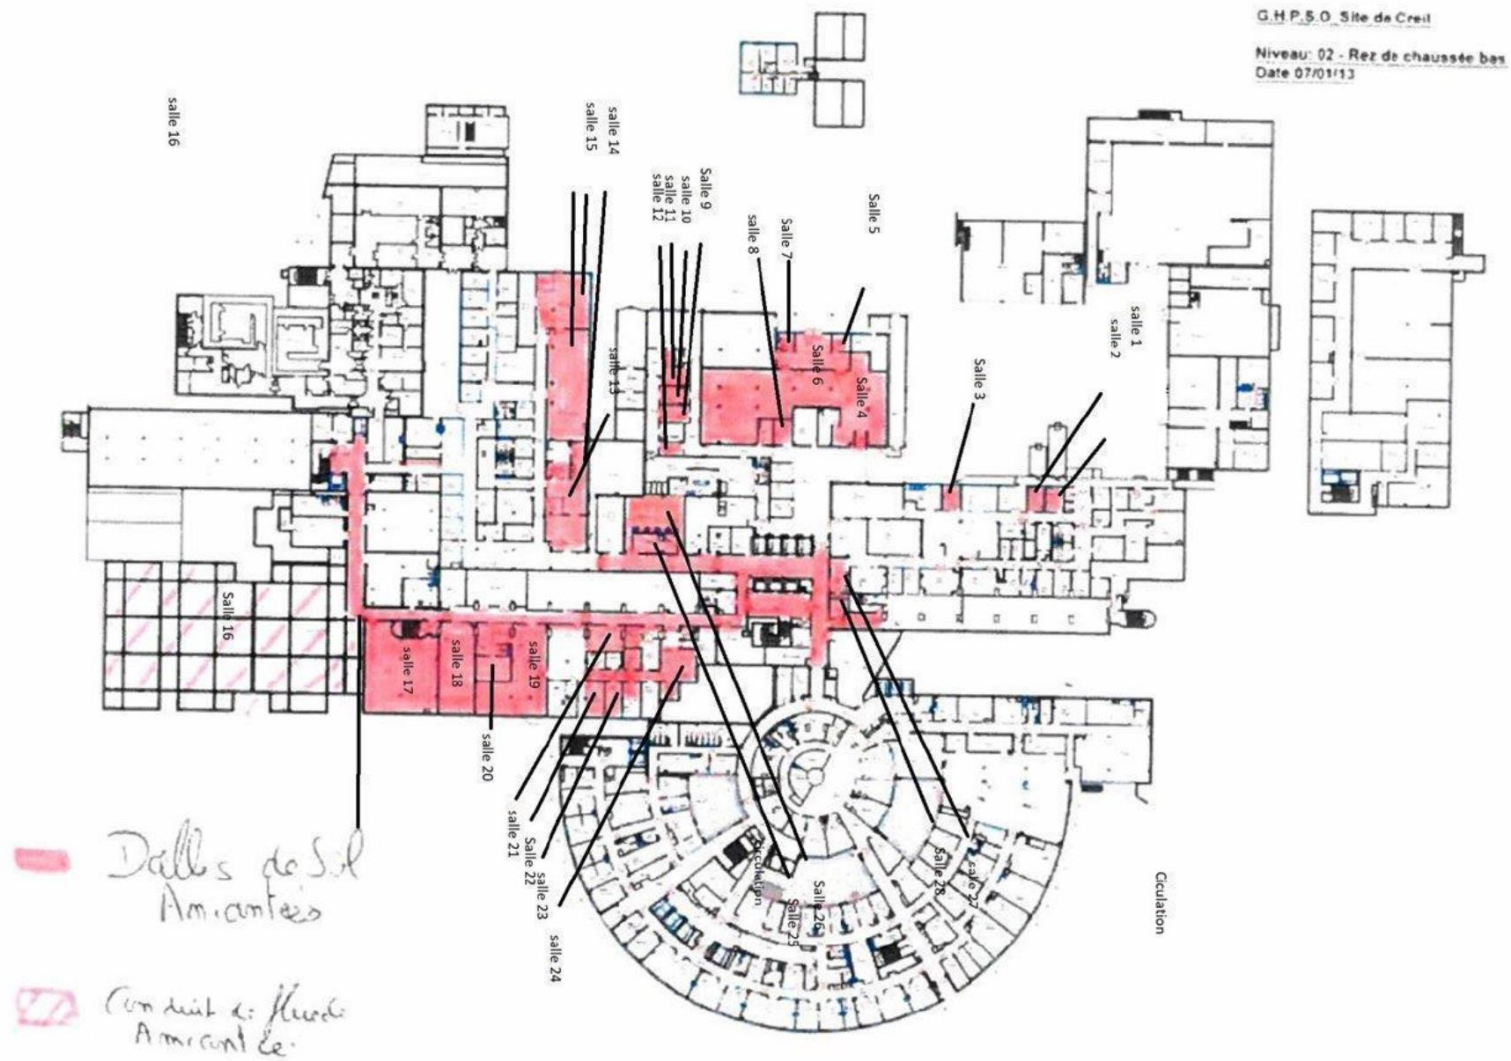 G.H.P.S.O. Site de Creil
Niveau: 02 - Rez de chaussée bas
Date 07/01/13
salle 16
salle 14
salle 15
Salle 9
salle 10
salle 11
salle 12
Salle 5
Salle 7
salle 8
salle 1
salle 2
Salle 3
Salle 6
Salle 4
salle 13
Salle 16
salle 17
salle 18
salle 19
salle 20
salle 21
Salle 22
salle 23
salle 24
circulation
Salle 25
Salle 26
Salle 28
salle 27
Ciculation
Dalles de Sol
Amiantées
Conduit de fluide
Amiantée